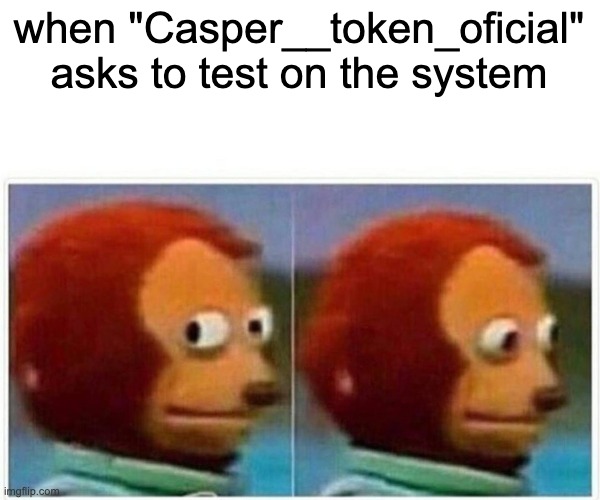 when "Casper__token_oficial"
asks to test on the system
imgflip.com